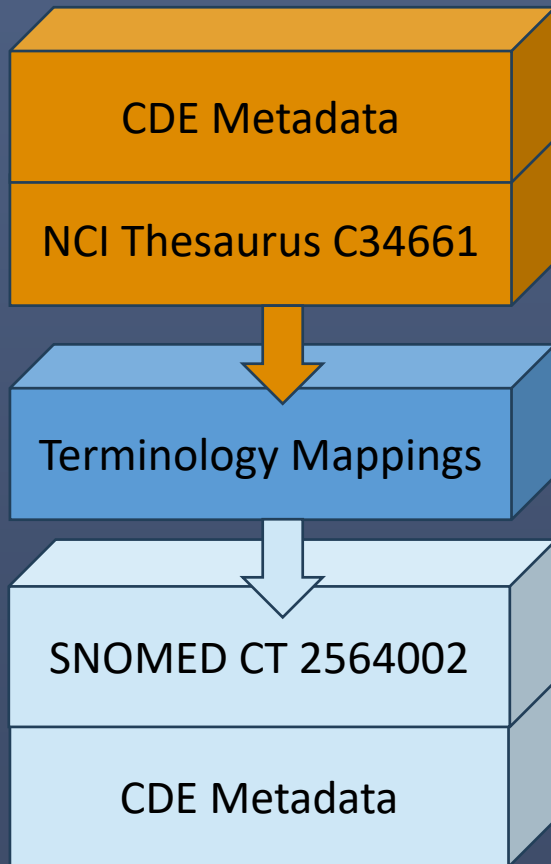 CDE Metadata
NCI Thesaurus C34661
Terminology Mappings
SNOMED CT 2564002
CDE Metadata